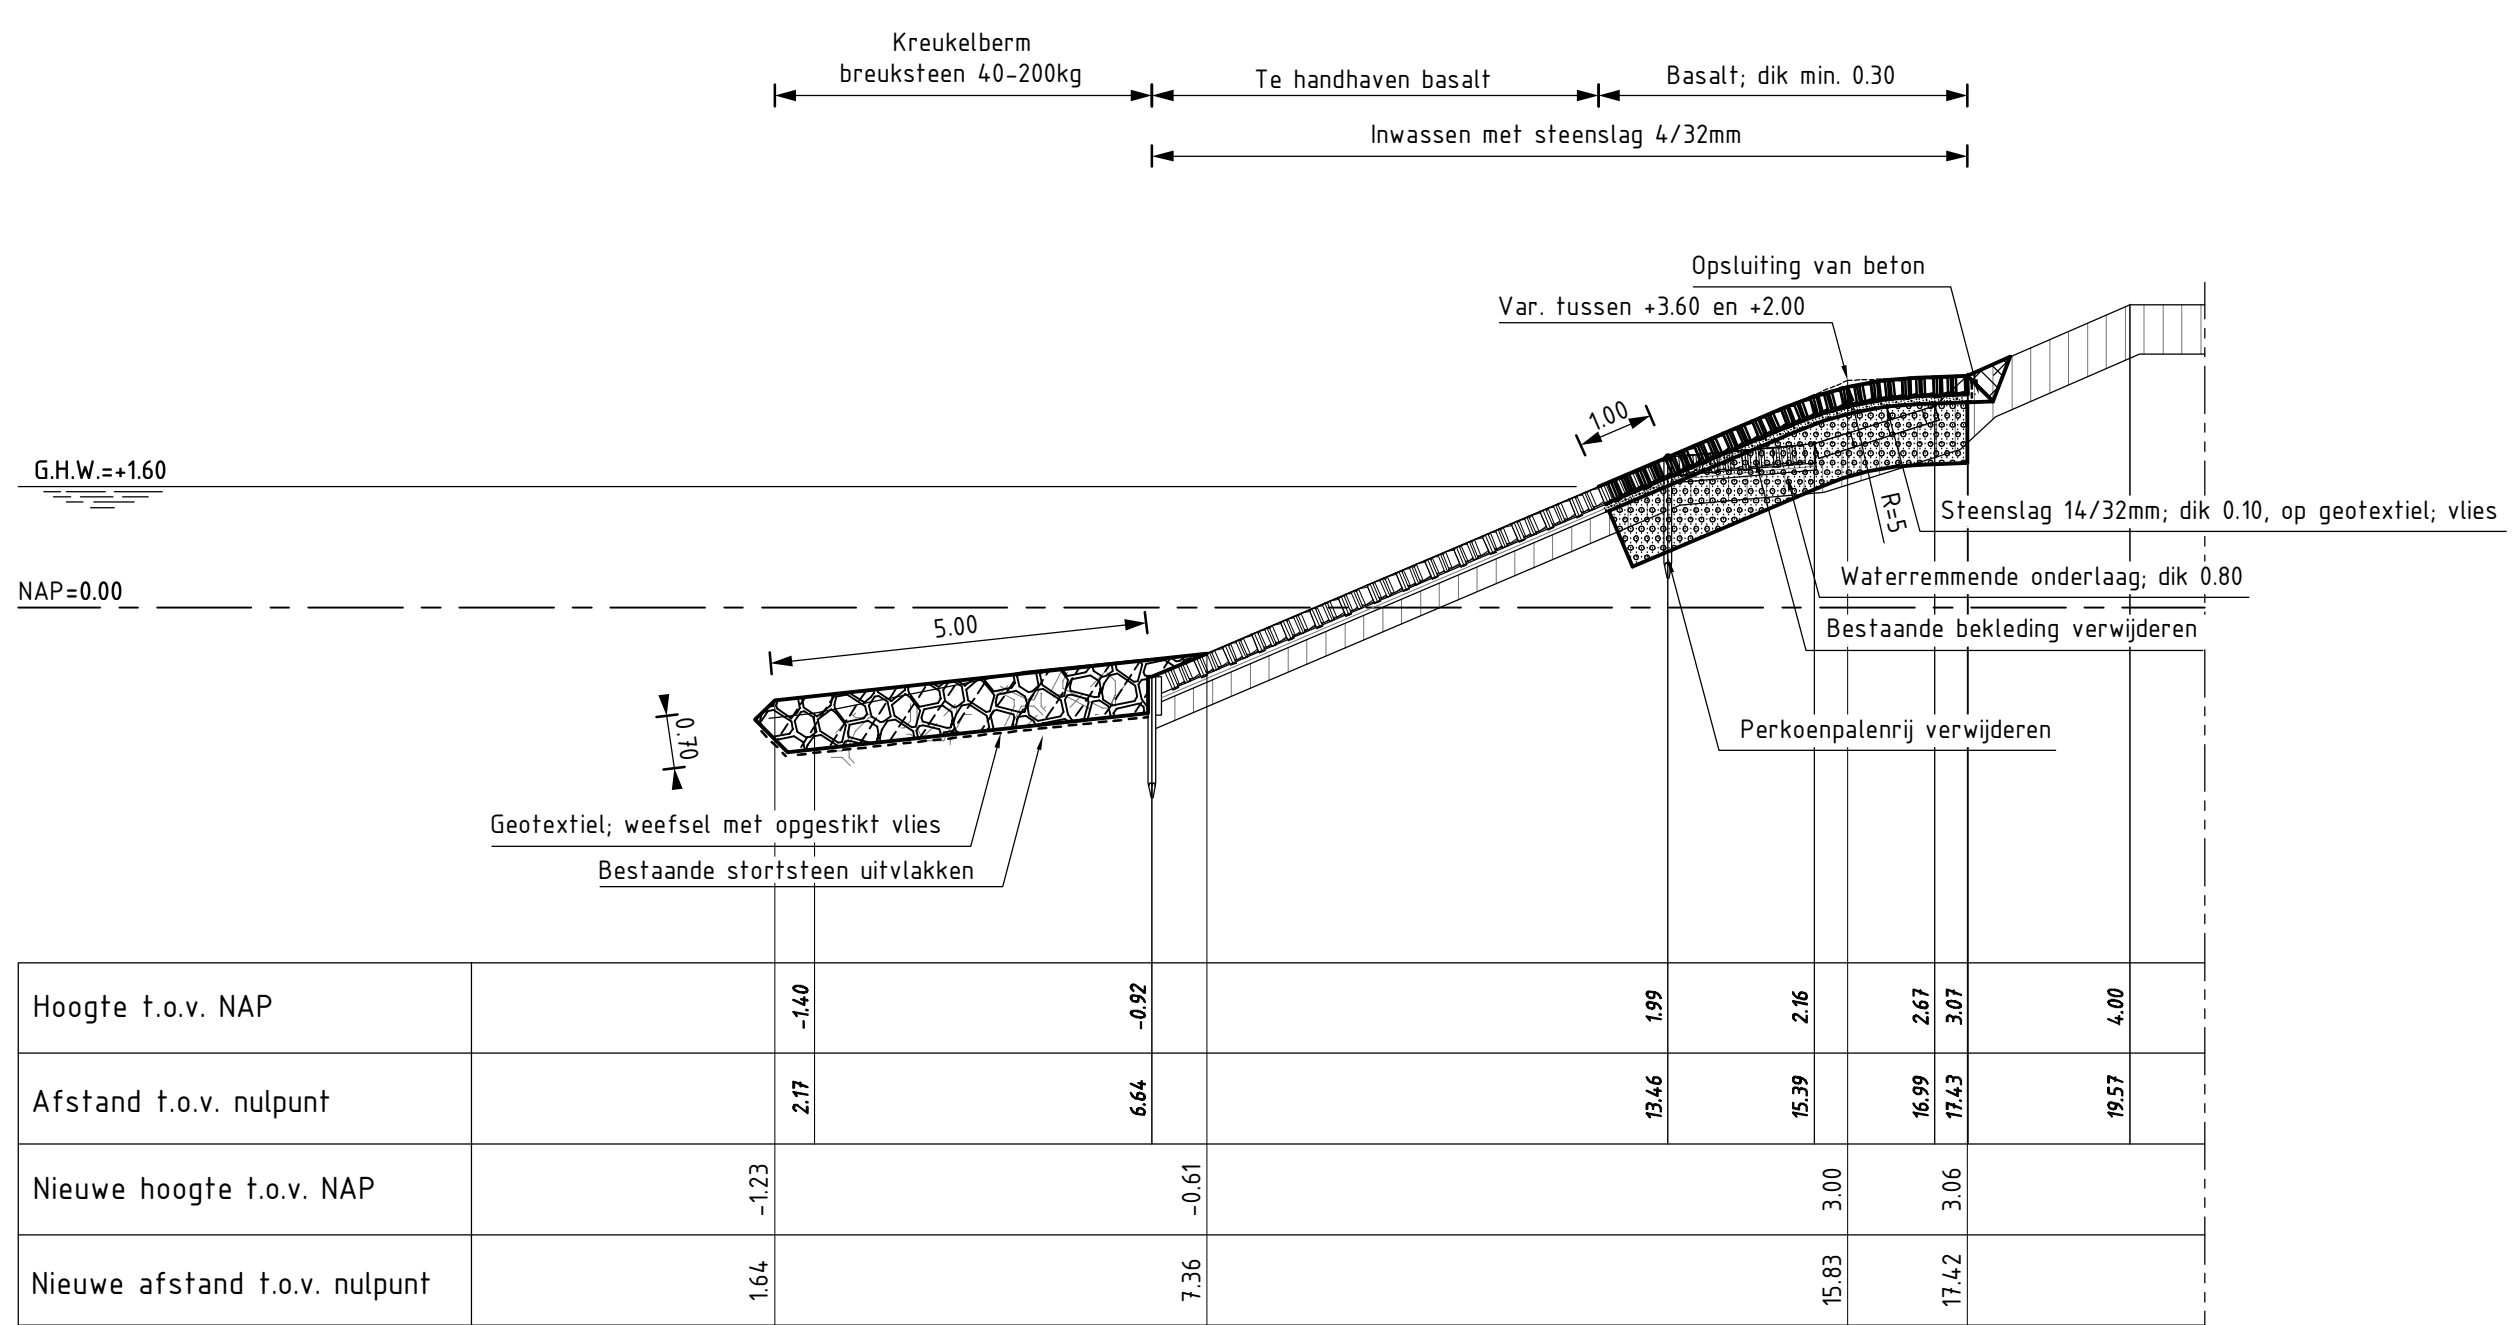 Kreukelberm
breuksteen 40-200kg
Te handhaven basalt
Basalt; dik min. 0.30
Inwassen met steenslag 4/32mm
Opsluiting van beton
Var. tussen +3.60 en +2.00
1.00
G.H.W.=+1.60
R=5
Steenslag 14/32mm; dik 0.10, op geotextiel; vlies
Waterremmende onderlaag; dik 0.80
NAP=0.00
5.00
Bestaande bekleding verwijderen
0.70
Perkoenpalenrij verwijderen
Geotextiel; weefsel met opgestikt vlies
Bestaande stortsteen uitvlakken
Hoogte t.o.v. NAP -1.40 -0.92 1.99 2.16 2.67 3.07 4.00
Afstand t.o.v. nulpunt 2.17 6.64 13.46 15.39 16.99 17.43 19.57
Nieuwe hoogte t.o.v. NAP -1.23 -0.61 3.00 3.06
Nieuwe afstand t.o.v. nulpunt 1.64 7.36 15.83 17.42